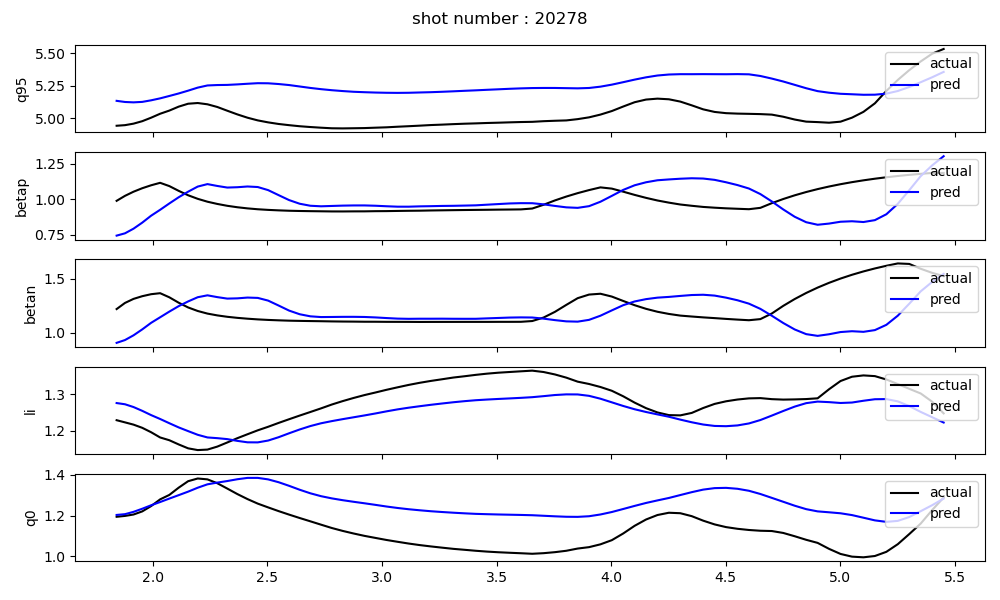 shot number : 20278
5.50
5.25
5.00
q95
actual
pred
1.25
1.00
0.75
betap
actual
pred
1.5
1.0
betan
actual
pred
1.3
1.2
li
actual
pred
1.4
1.2
1.0
q0
actual
pred
2.0 2.5 3.0 3.5 4.0 4.5 5.0 5.5